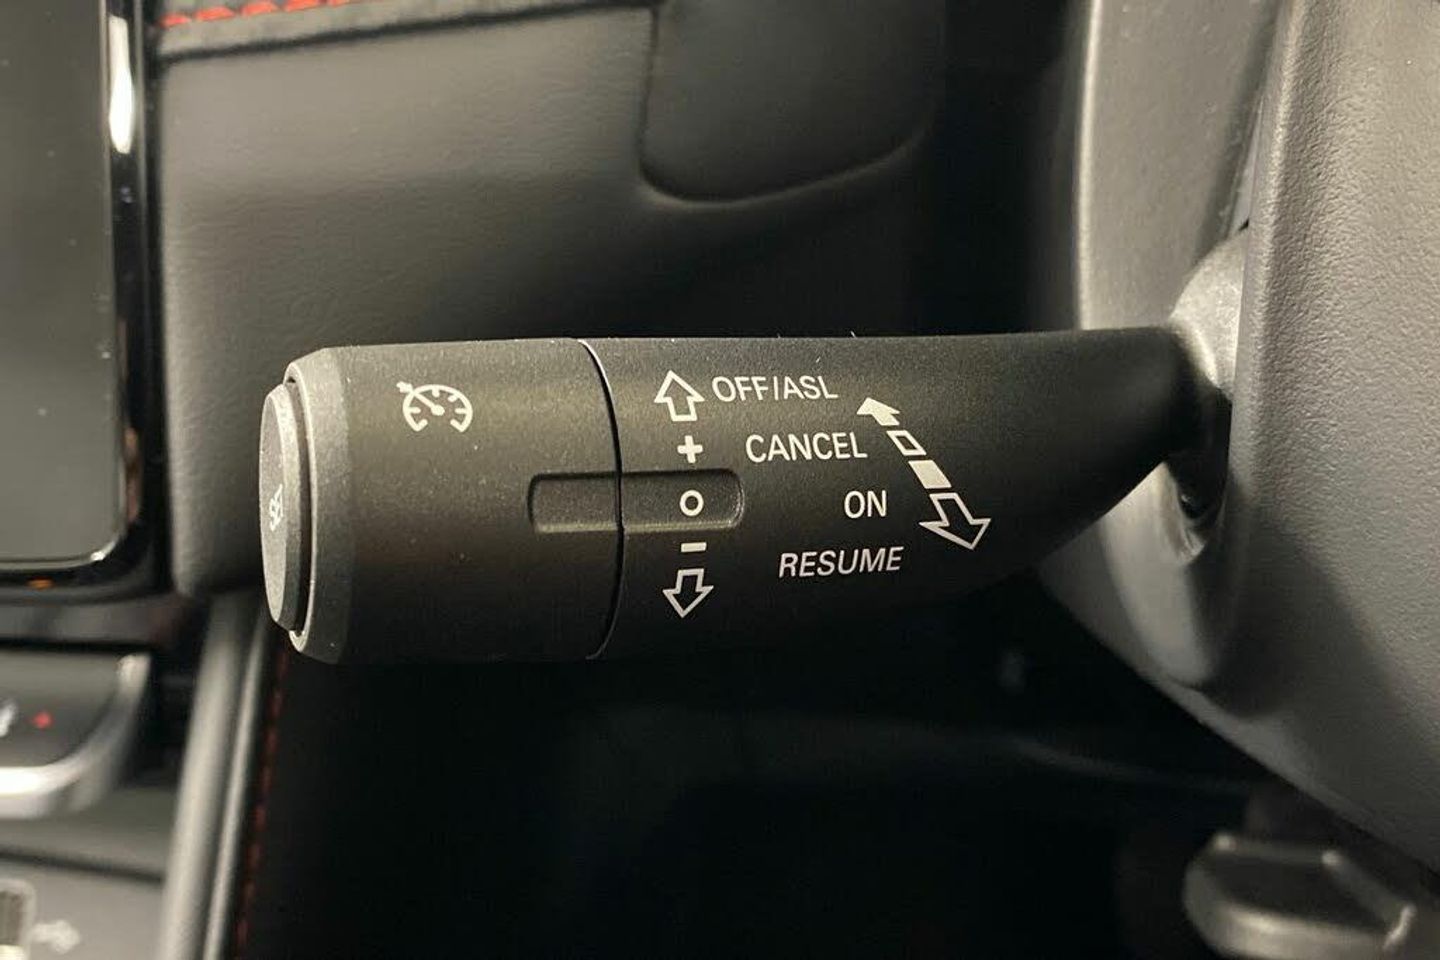 OFF/ASL
+ CANCEL
O ON
− RESUME